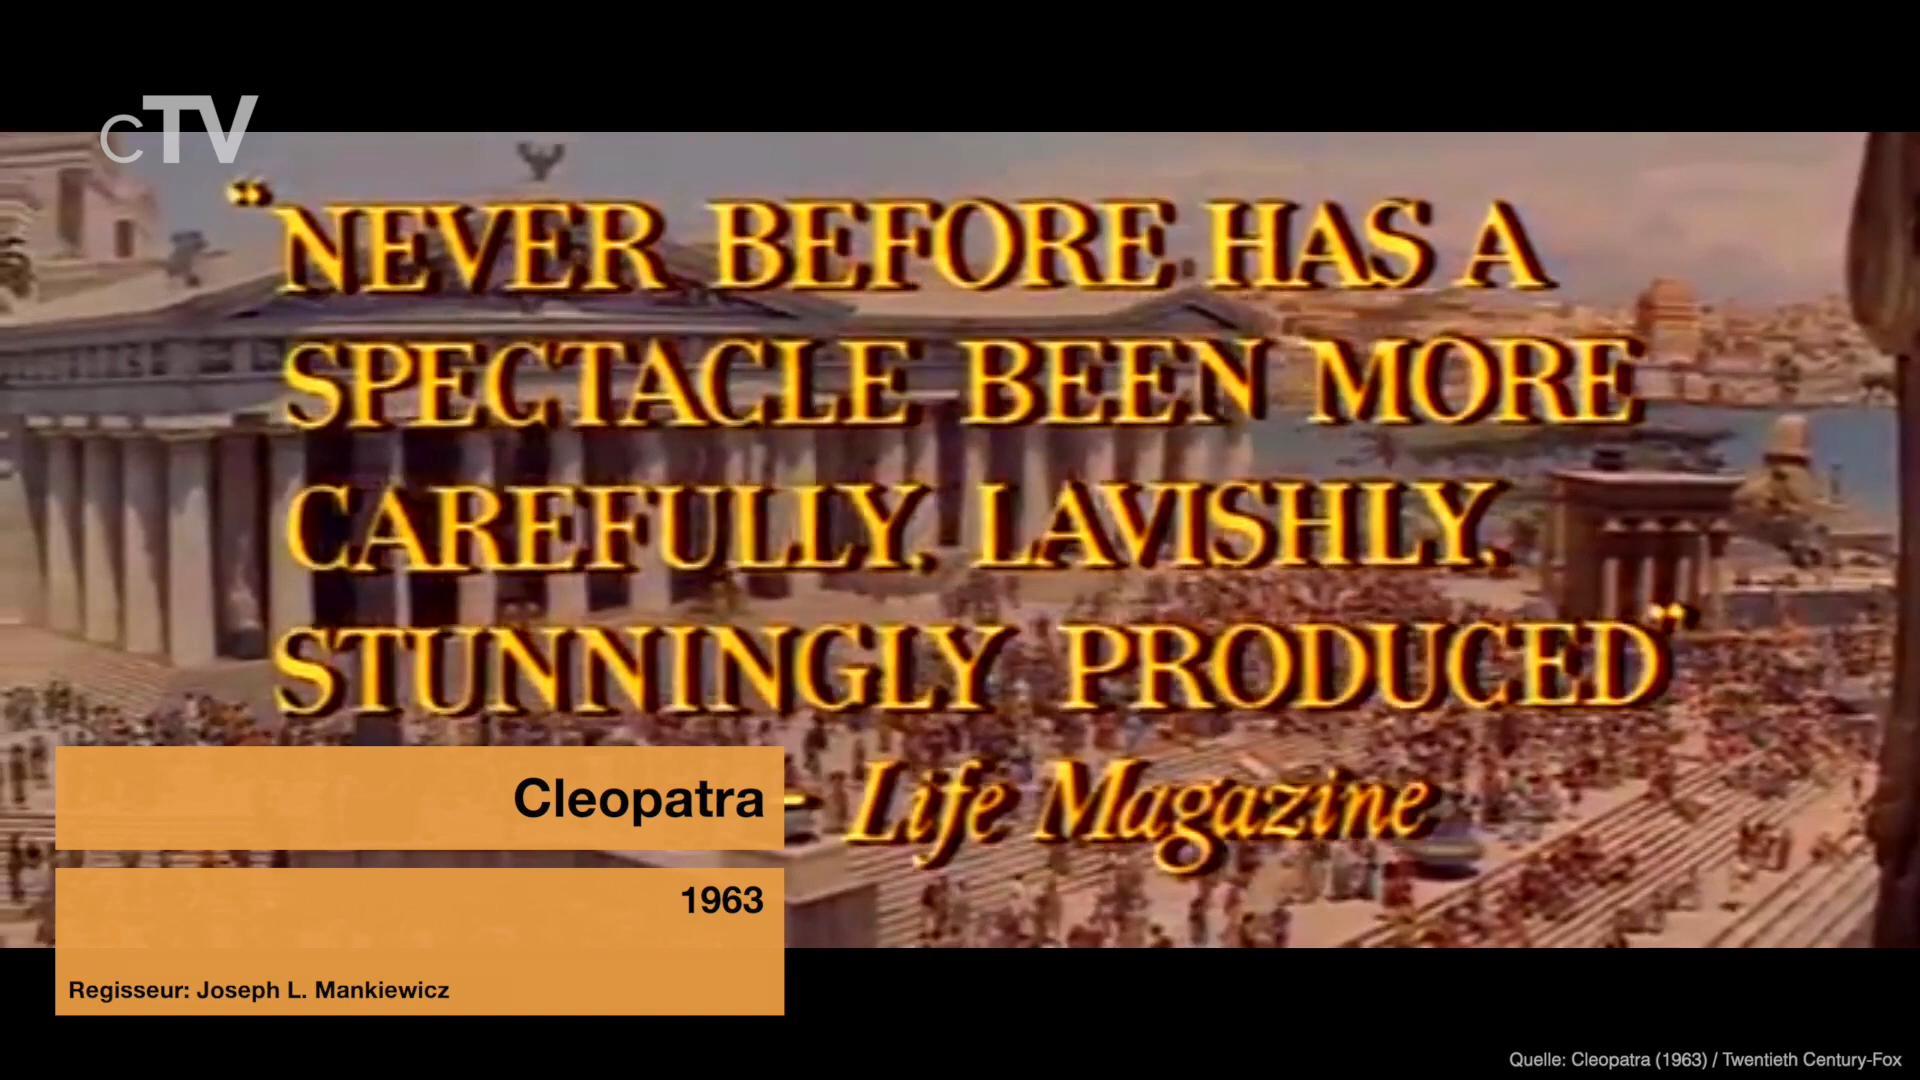 cTV
"NEVER BEFORE HAS A
SPECTACLE BEEN MORE
CAREFULLY, LAVISHLY,
STUNNINGLY PRODUCED"
- Life Magazine
Cleopatra
1963
Regisseur: Joseph L. Mankiewicz
Quelle: Cleopatra (1963) / Twentieth Century-Fox